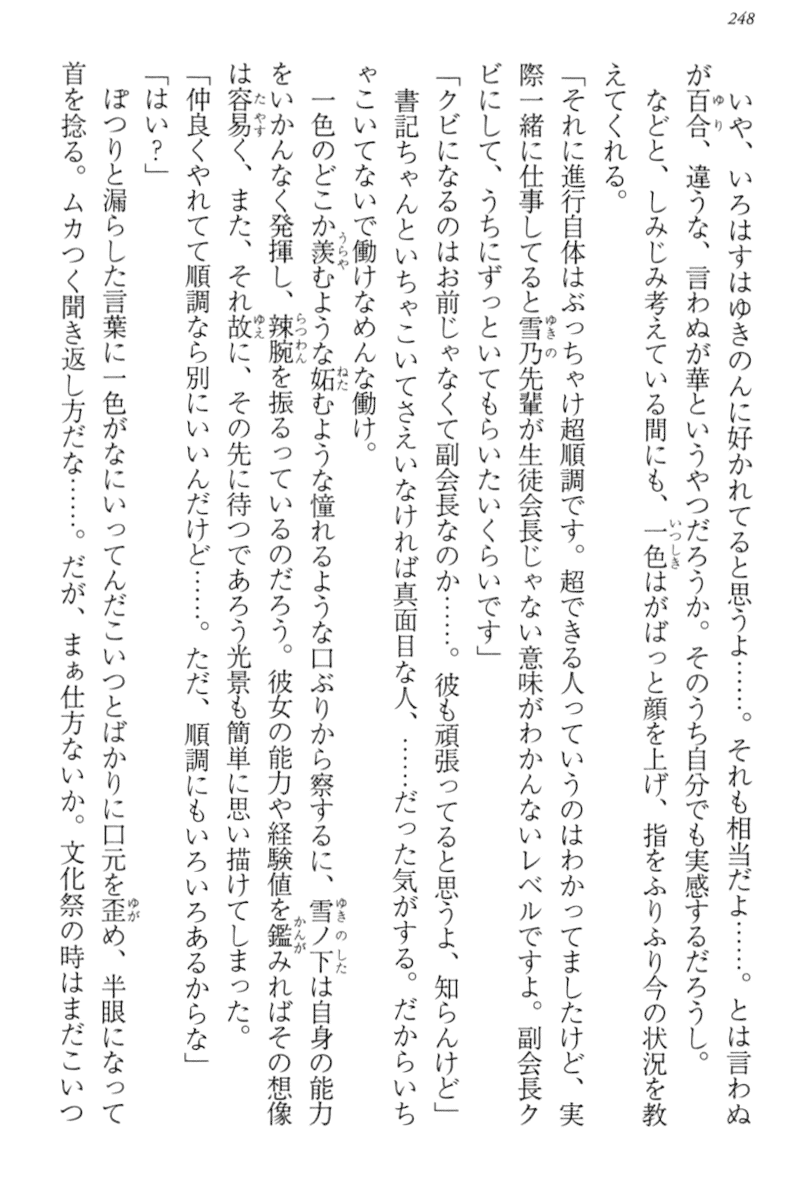 248
いや、いろはすはゆきのんに好かれてると思うよ……。それも相当だよ……。とは言わぬ
が百合、違うな、言わぬが華というやつだろうか。そのうち自分でも実感するだろうし。
などと、しみじみ考えている間にも、一色はがばっと顔を上げ、指をふりふり今の状況を教
えてくれる。
「それに進行自体はぶっちゃけ超順調です。超できる人っていうのはわかってましたけど、実
際一緒に仕事してると雪乃先輩が生徒会長じゃない意味がわかんないレベルですよ。副会長ク
ビにして、うちにずっといてもらいたいくらいです」
「クビになるのはお前じゃなくて副会長なのか……。彼も頑張ってると思うよ、知らんけど」
書記ちゃんといちゃこいてさえいなければ真面目な人、……だった気がする。だからいち
ゃこいてないで働けなめんな働け。
一色のどこか羨むような妬むような憧れるような口ぶりから察するに、雪ノ下は自身の能力
をいかんなく発揮し、辣腕を振るっているのだろう。彼女の能力や経験値を鑑みればその想像
は容易く、また、それ故に、その先に待つであろう光景も簡単に思い描けてしまった。
「仲良くやれてて順調なら別にいいんだけど……。ただ、順調にもいろいろあるからな」
「はい？」
ぽつりと漏らした言葉に一色がなにいってんだこいつとばかりに口元を歪め、半眼になって
首を捻る。ムカつく聞き返し方だな……。だが、まぁ仕方ないか。文化祭の時はまだこいつ